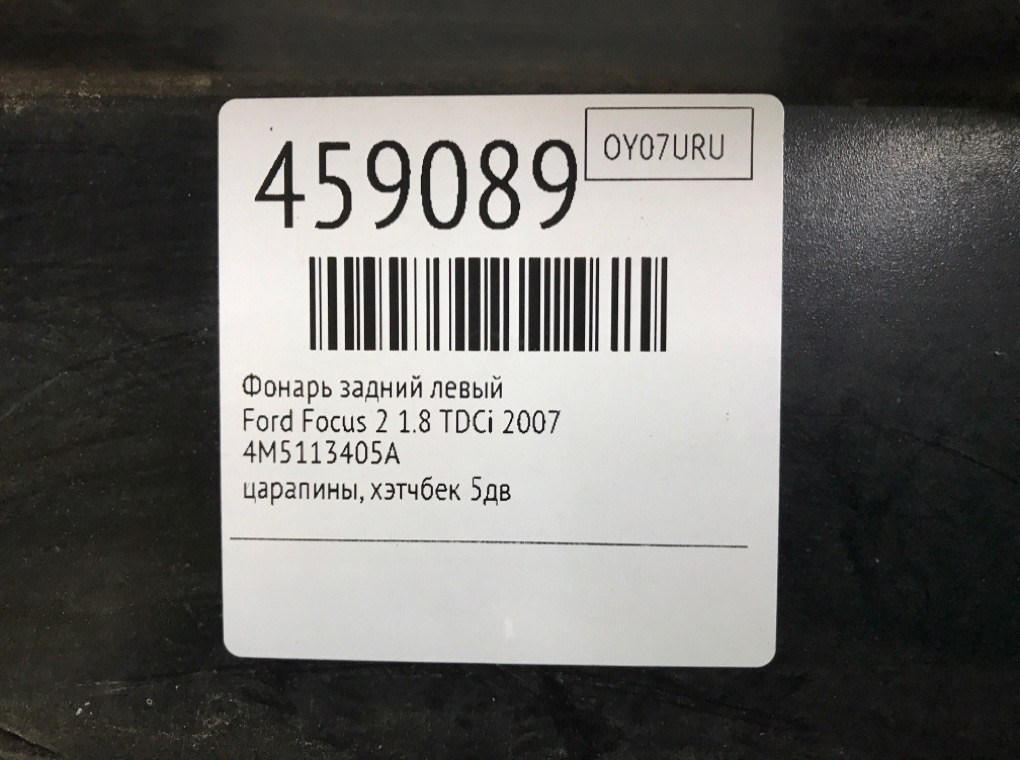 459089
OY07URU
Фонарь задний левый
Ford Focus 2 1.8 TDCi 2007
4M5113405A
царапины, хэтчбек 5дв